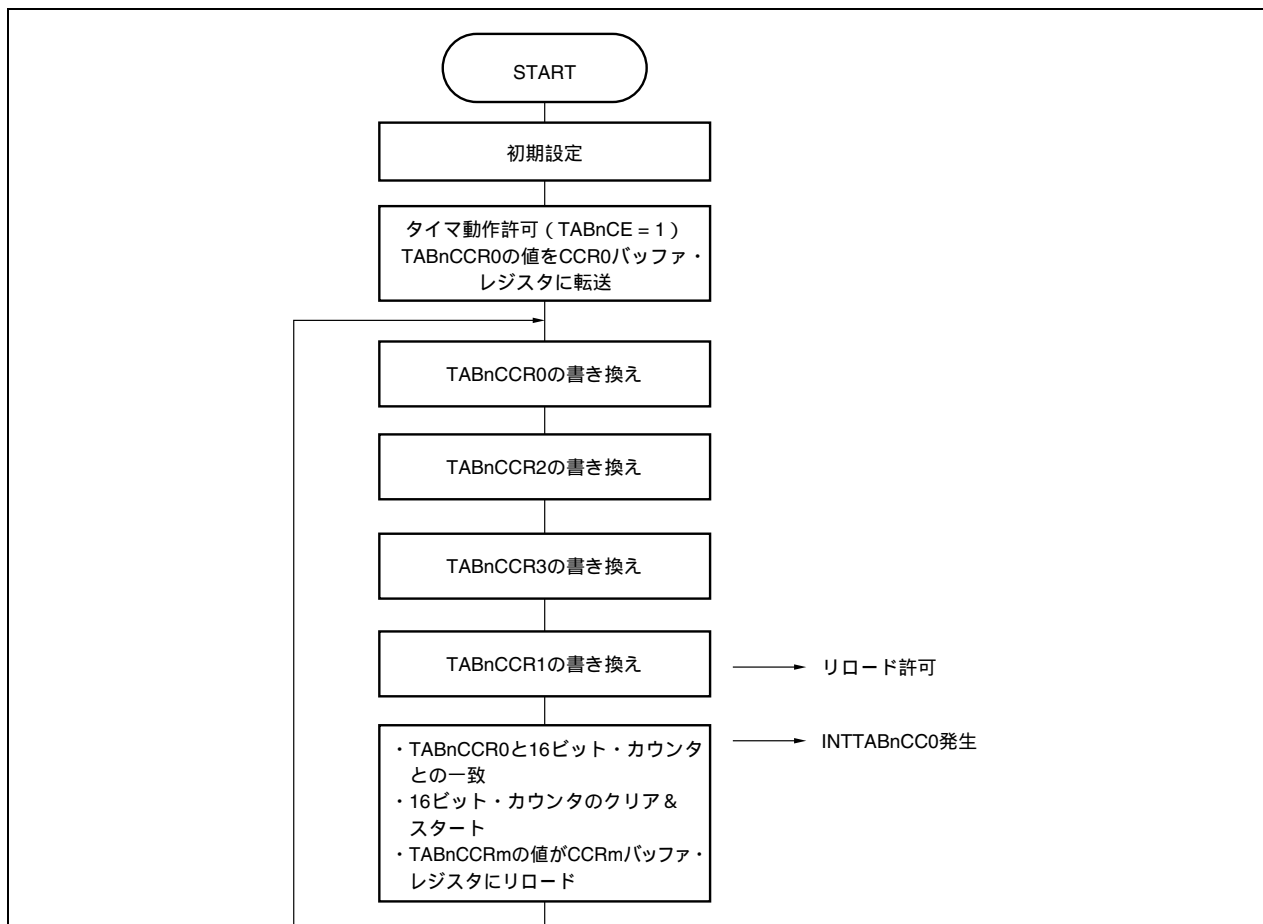 START
初期設定
タイマ動作許可（TABnCE = 1）
TABnCCR0の値をCCR0バッファ・
レジスタに転送
TABnCCR0の書き換え
TABnCCR2の書き換え
TABnCCR3の書き換え
TABnCCR1の書き換え
リロード許可
・TABnCCR0と16ビット・カウンタ
との一致
・16ビット・カウンタのクリア＆
スタート
・TABnCCRmの値がCCRmバッファ・
レジスタにリロード
INTTABnCC0発生